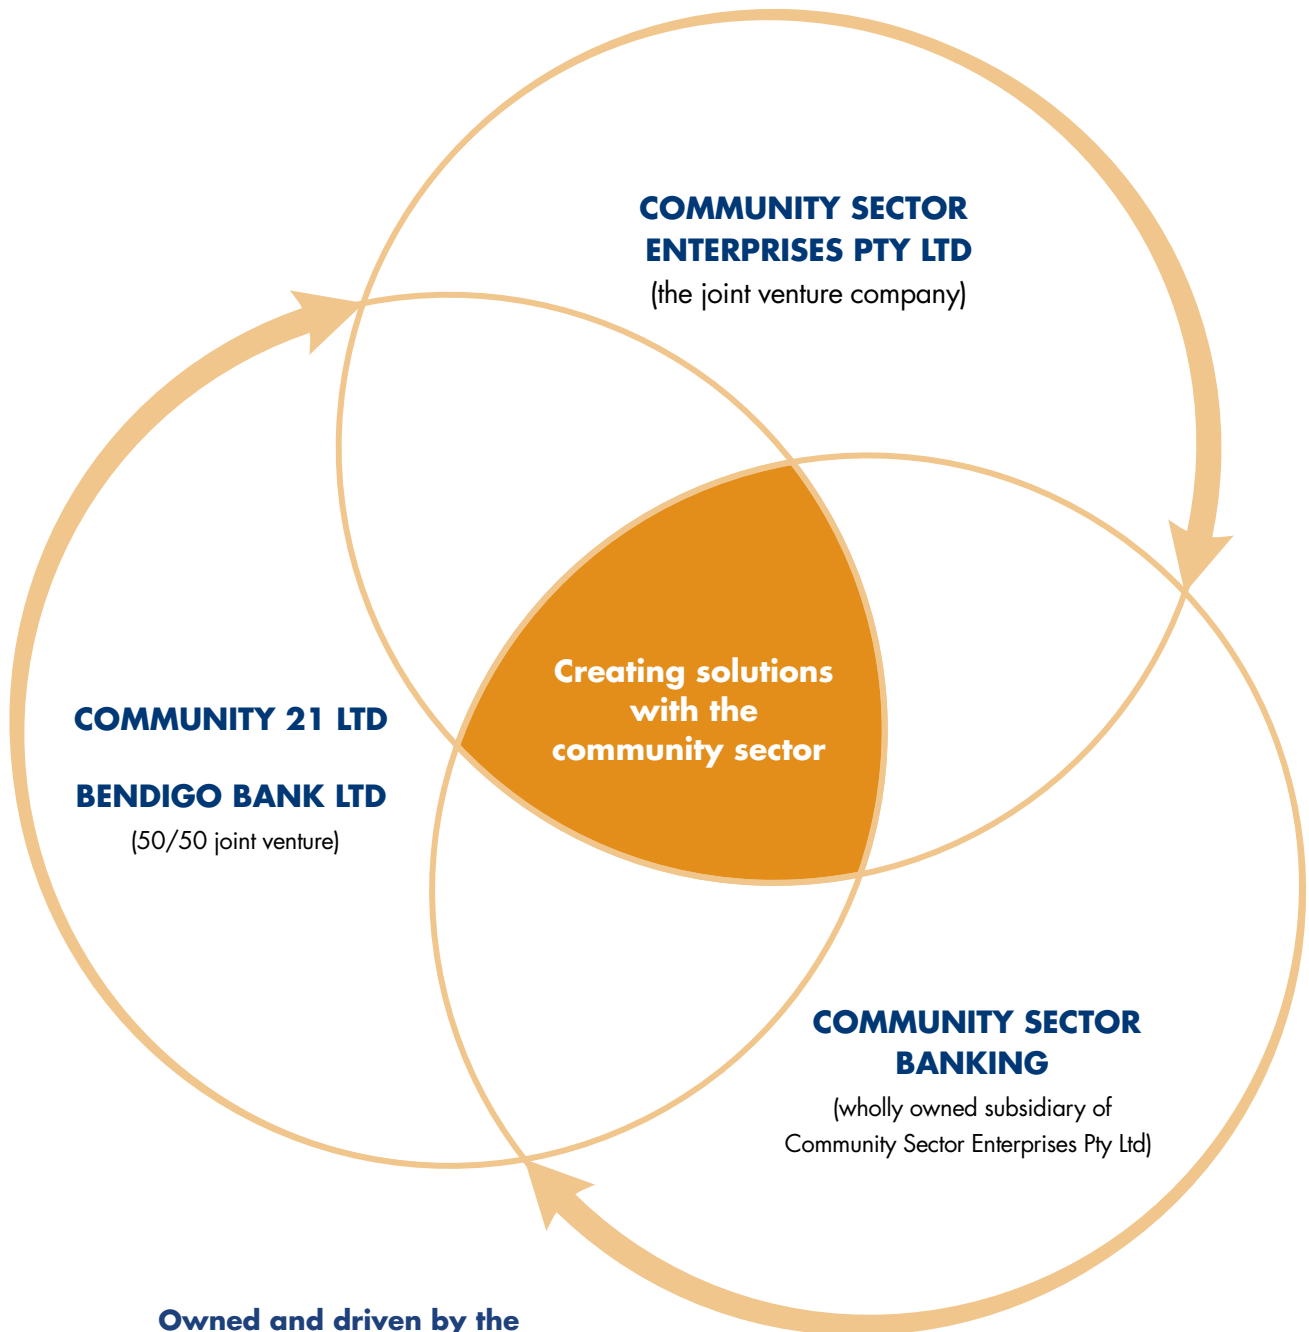 COMMUNITY SECTOR
ENTERPRISES PTY LTD
(the joint venture company)
Creating solutions
with the
community sector
COMMUNITY 21 LTD
BENDIGO BANK LTD
(50/50 joint venture)
COMMUNITY SECTOR
BANKING
(wholly owned subsidiary of
Community Sector Enterprises Pty Ltd)
Owned and driven by the